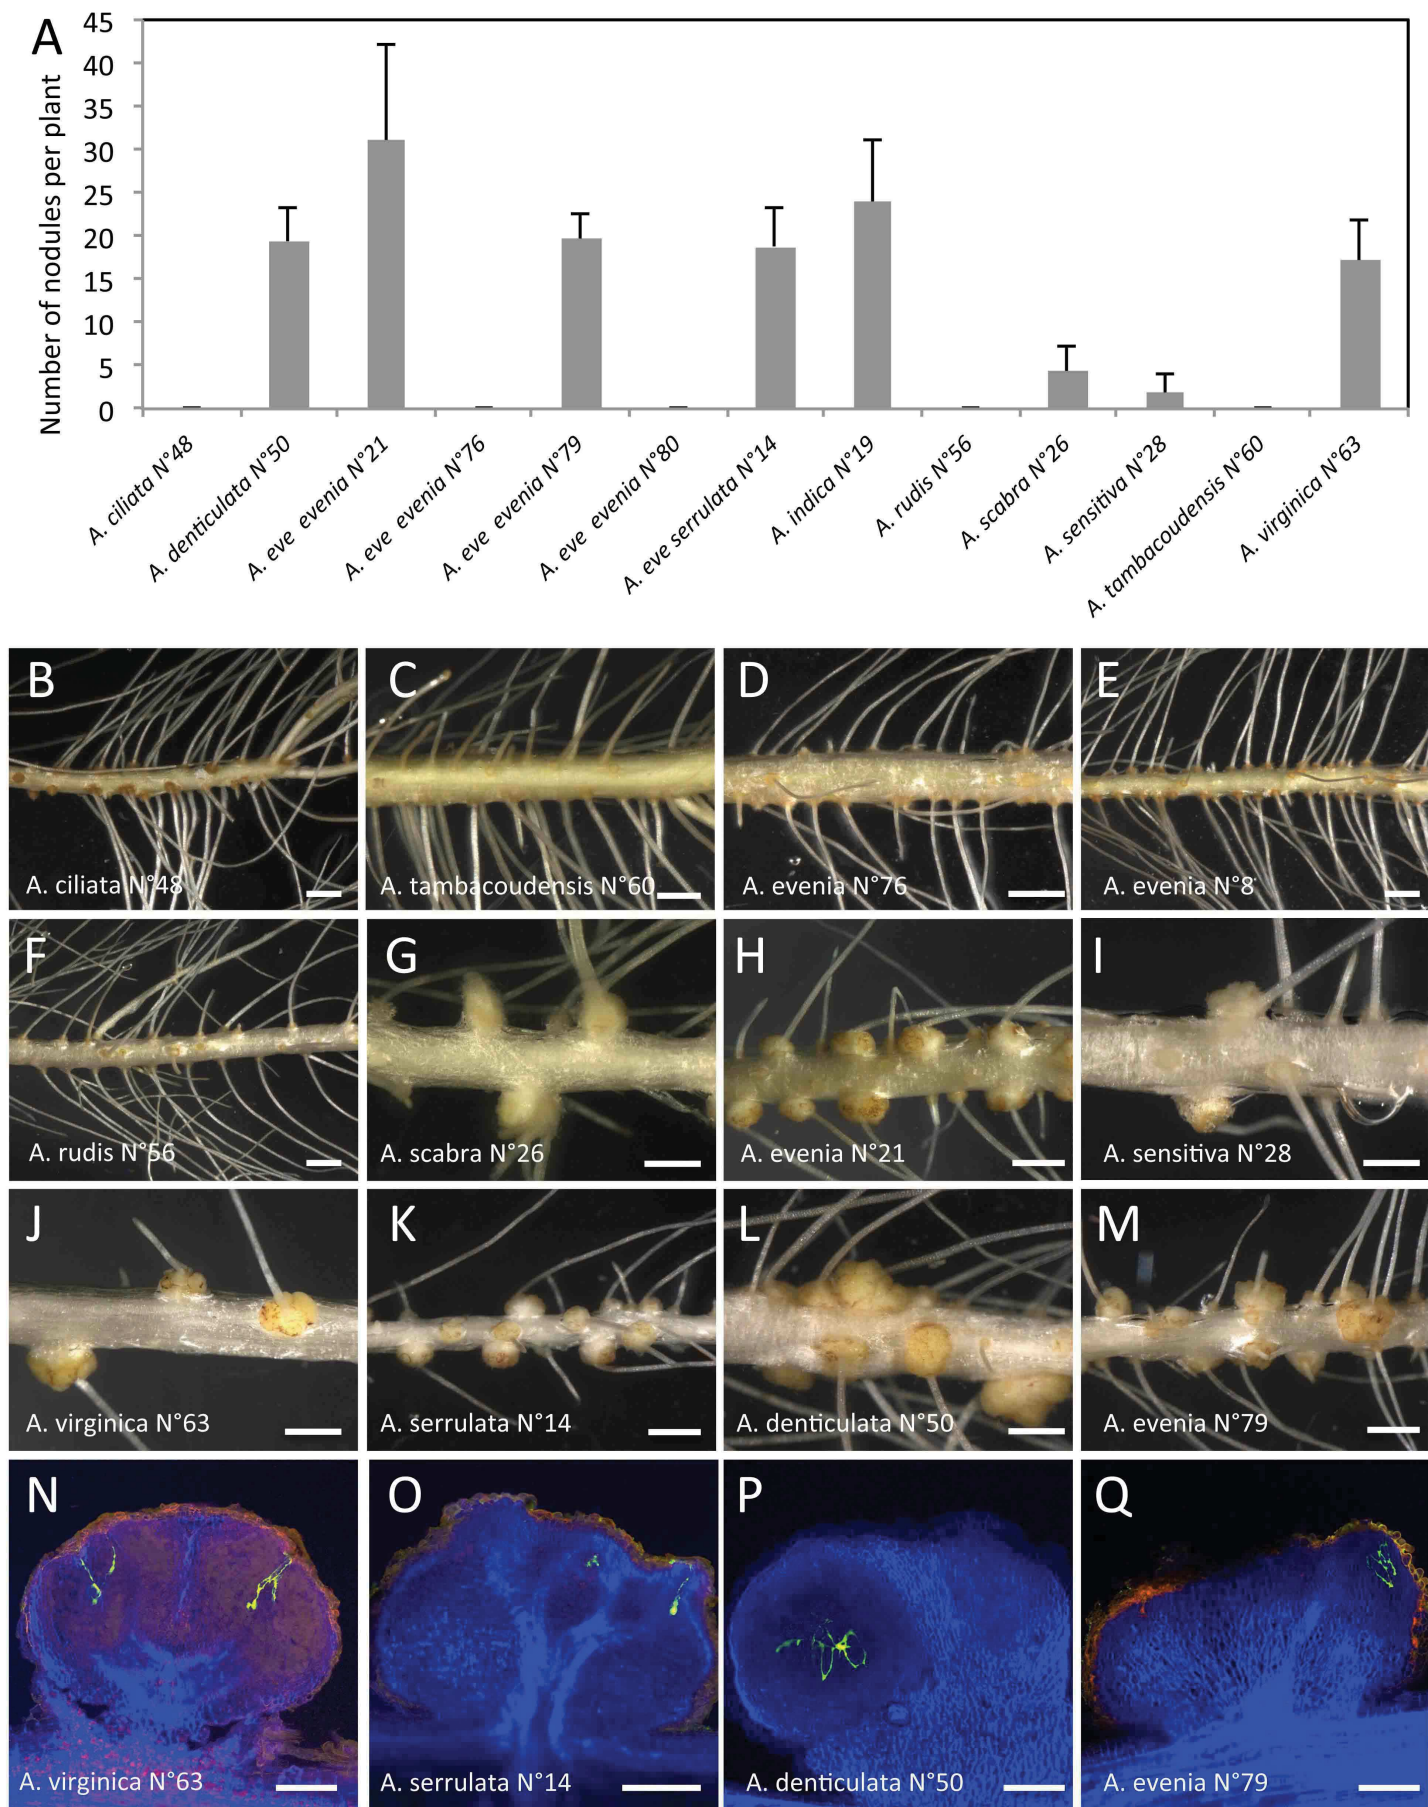 A
Number of nodules per plant
45
40
35
30
25
20
15
10
5
0
A. ciliata N°48
A. denticulata N°50
A. eve evenia N°21
A. eve evenia N°76
A. eve evenia N°79
A. eve evenia N°80
A. eve serrulata N°14
A. indica N°19
A. rudis N°56
A. scabra N°26
A. sensitiva N°28
A. tambacoudensis N°60
A. virginica N°63
B
A. ciliata N°48
C
A. tambacoudensis N°60
D
A. evenia N°76
E
A. evenia N°8
F
A. rudis N°56
G
A. scabra N°26
H
A. evenia N°21
I
A. sensitiva N°28
J
A. virginica N°63
K
A. serrulata N°14
L
A. denticulata N°50
M
A. evenia N°79
N
A. virginica N°63
O
A. serrulata N°14
P
A. denticulata N°50
Q
A. evenia N°79